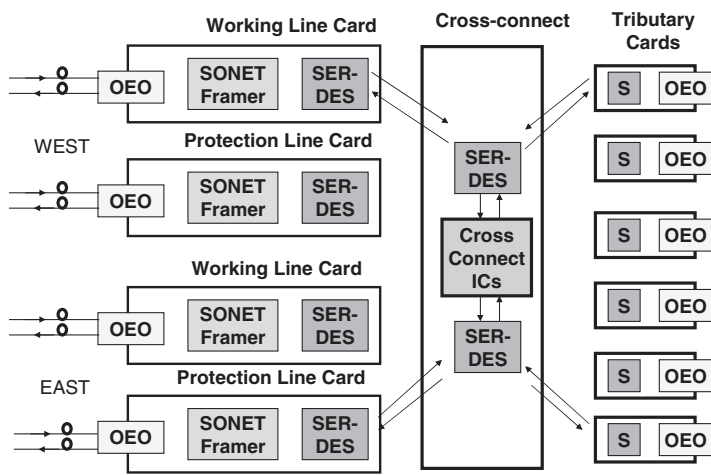 Working Line Card
Cross-connect
Tributary
Cards
OEO
SONET
Framer
SER-
DES
S OEO
WEST
Protection Line Card
OEO
SONET
Framer
SER-
DES
SER-
DES
S OEO
Cross
Connect
ICs
S OEO
Working Line Card
OEO
SONET
Framer
SER-
DES
SER-
DES
S OEO
EAST
Protection Line Card
S OEO
OEO
SONET
Framer
SER-
DES
S OEO